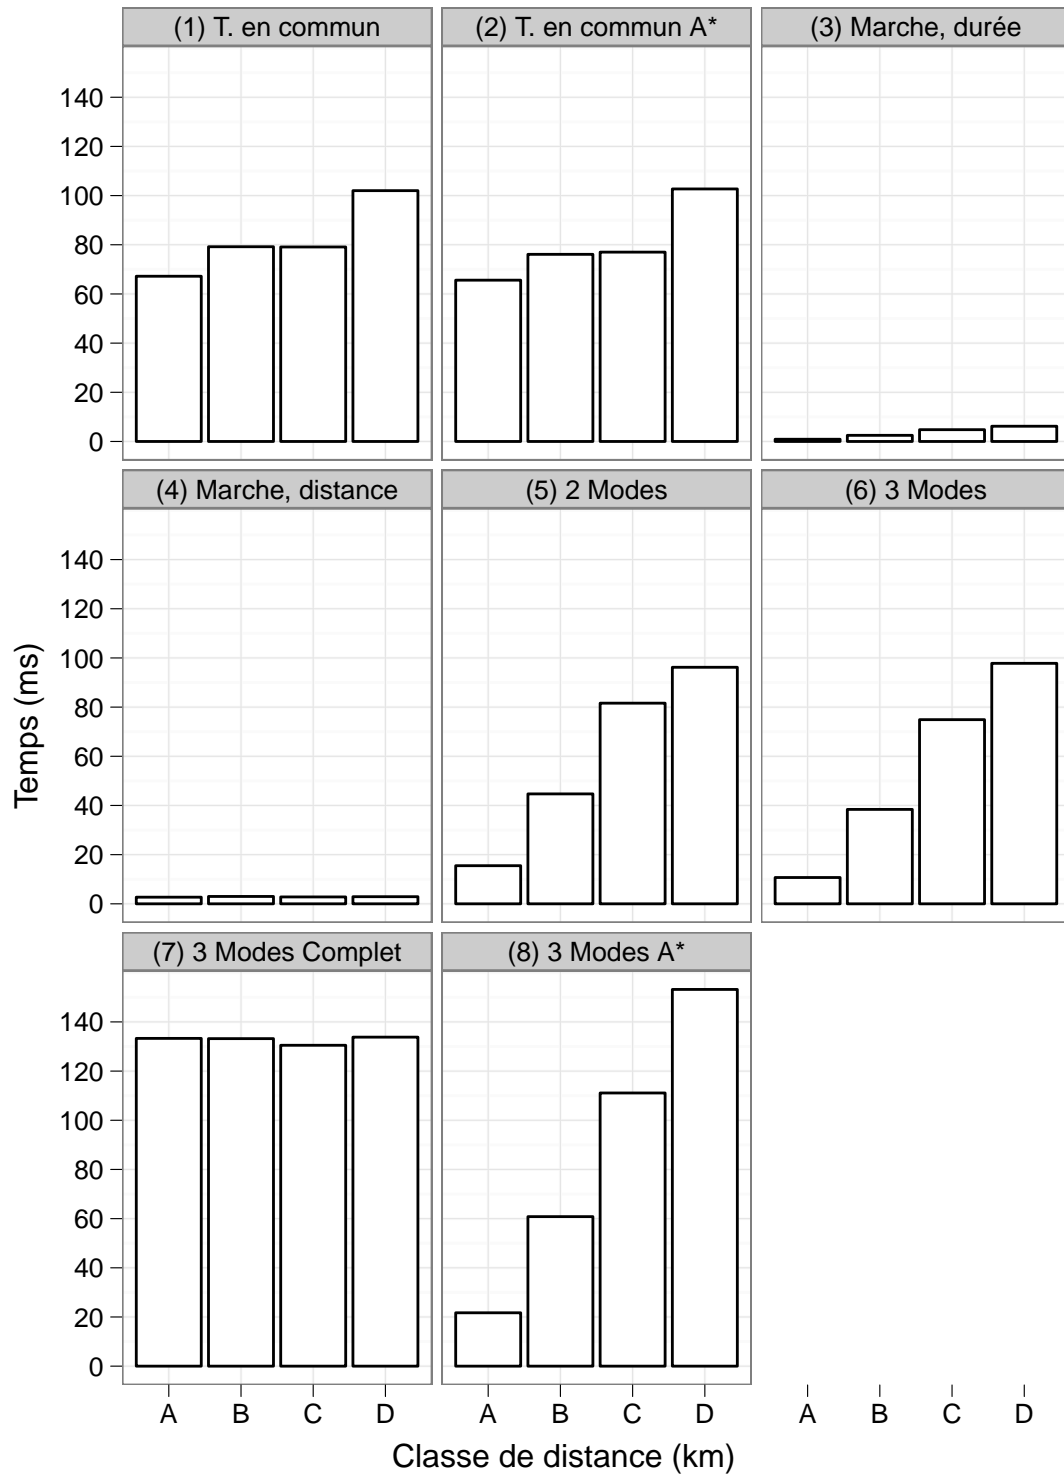 (1) T. en commun
(2) T. en commun A*
(3) Marche, durée
140
120
100
80
60
40
20
0
(4) Marche, distance
(5) 2 Modes
(6) 3 Modes
140
120
100
80
60
40
20
0
Temps (ms)
(7) 3 Modes Complet
(8) 3 Modes A*
140
120
100
80
60
40
20
0
A B C D A B C D A B C D
Classe de distance (km)